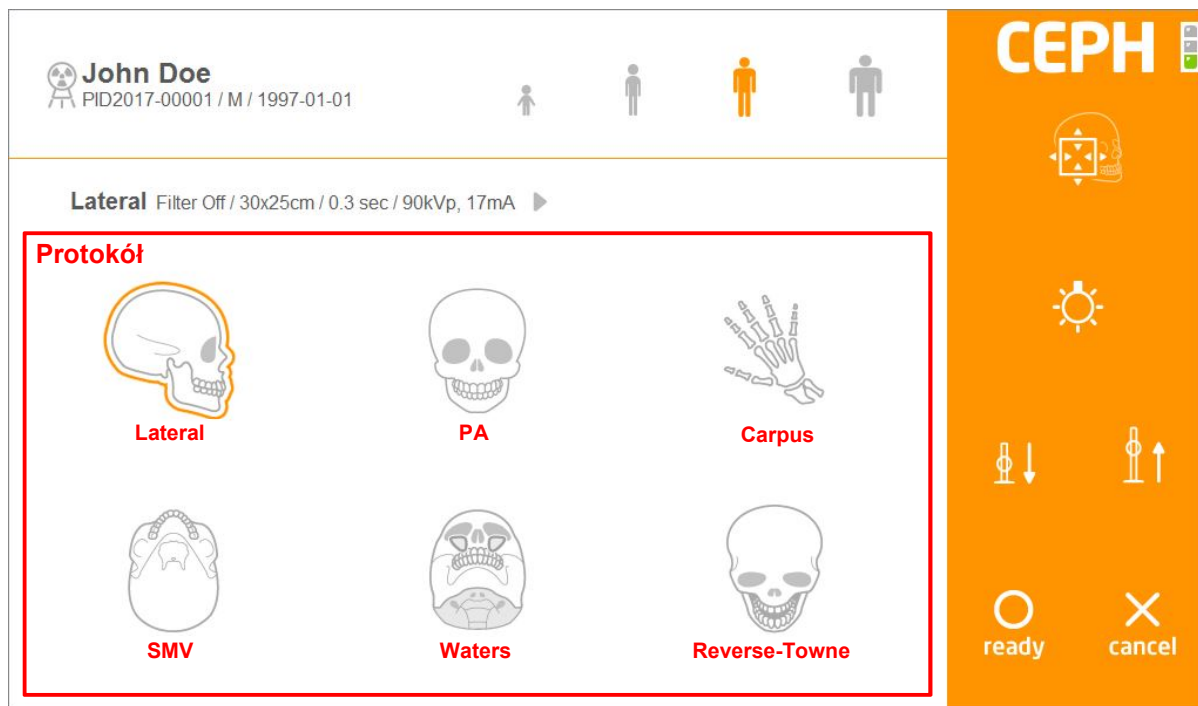 John Doe
PID2017-00001 / M / 1997-01-01
CEPH
Lateral Filter Off / 30x25cm / 0.3 sec / 90kVp, 17mA
Protokół
Lateral
PA
Carpus
SMV
Waters
Reverse-Towne
ready
cancel